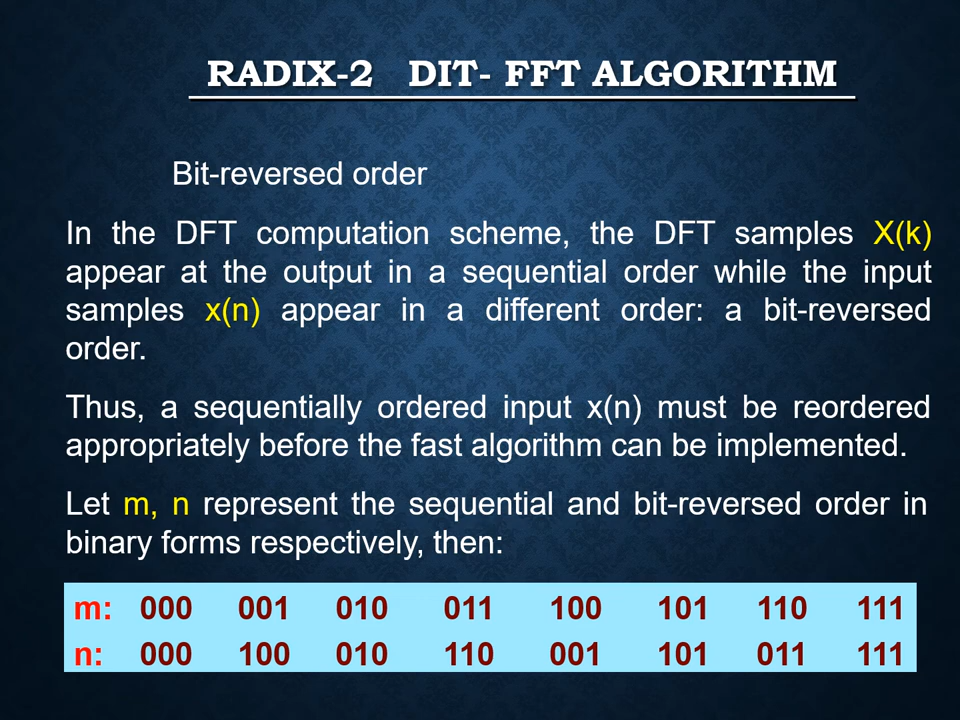 RADIX-2 DIT- FFT ALGORITHM
Bit-reversed order
In the DFT computation scheme, the DFT samples X(k)
appear at the output in a sequential order while the input
samples x(n) appear in a different order: a bit-reversed
order.
Thus, a sequentially ordered input x(n) must be reordered
appropriately before the fast algorithm can be implemented.
Let m, n represent the sequential and bit-reversed order in
binary forms respectively, then:
m: 000 001 010 011 100 101 110 111
n: 000 100 010 110 001 101 011 111